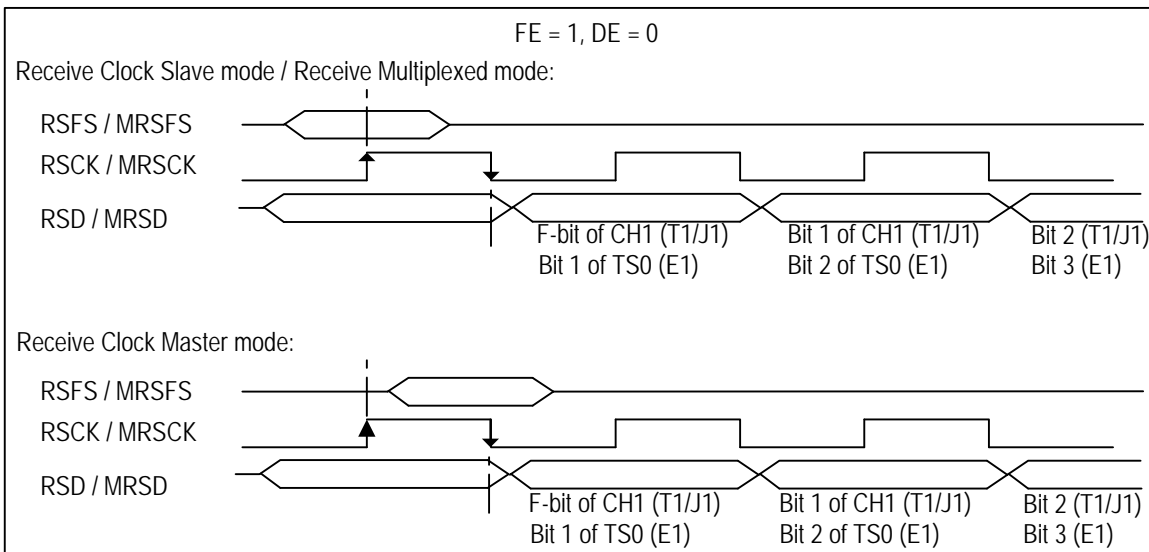 FE = 1, DE = 0
Receive Clock Slave mode / Receive Multiplexed mode:
RSFS / MRSFS
RSCK / MRSCK
RSD / MRSD
F-bit of CH1 (T1/J1) Bit 1 of CH1 (T1/J1) Bit 2 (T1/J1)
Bit 1 of TS0 (E1) Bit 2 of TS0 (E1) Bit 3 (E1)
Receive Clock Master mode:
RSFS / MRSFS
RSCK / MRSCK
RSD / MRSD
F-bit of CH1 (T1/J1) Bit 1 of CH1 (T1/J1) Bit 2 (T1/J1)
Bit 1 of TS0 (E1) Bit 2 of TS0 (E1) Bit 3 (E1)